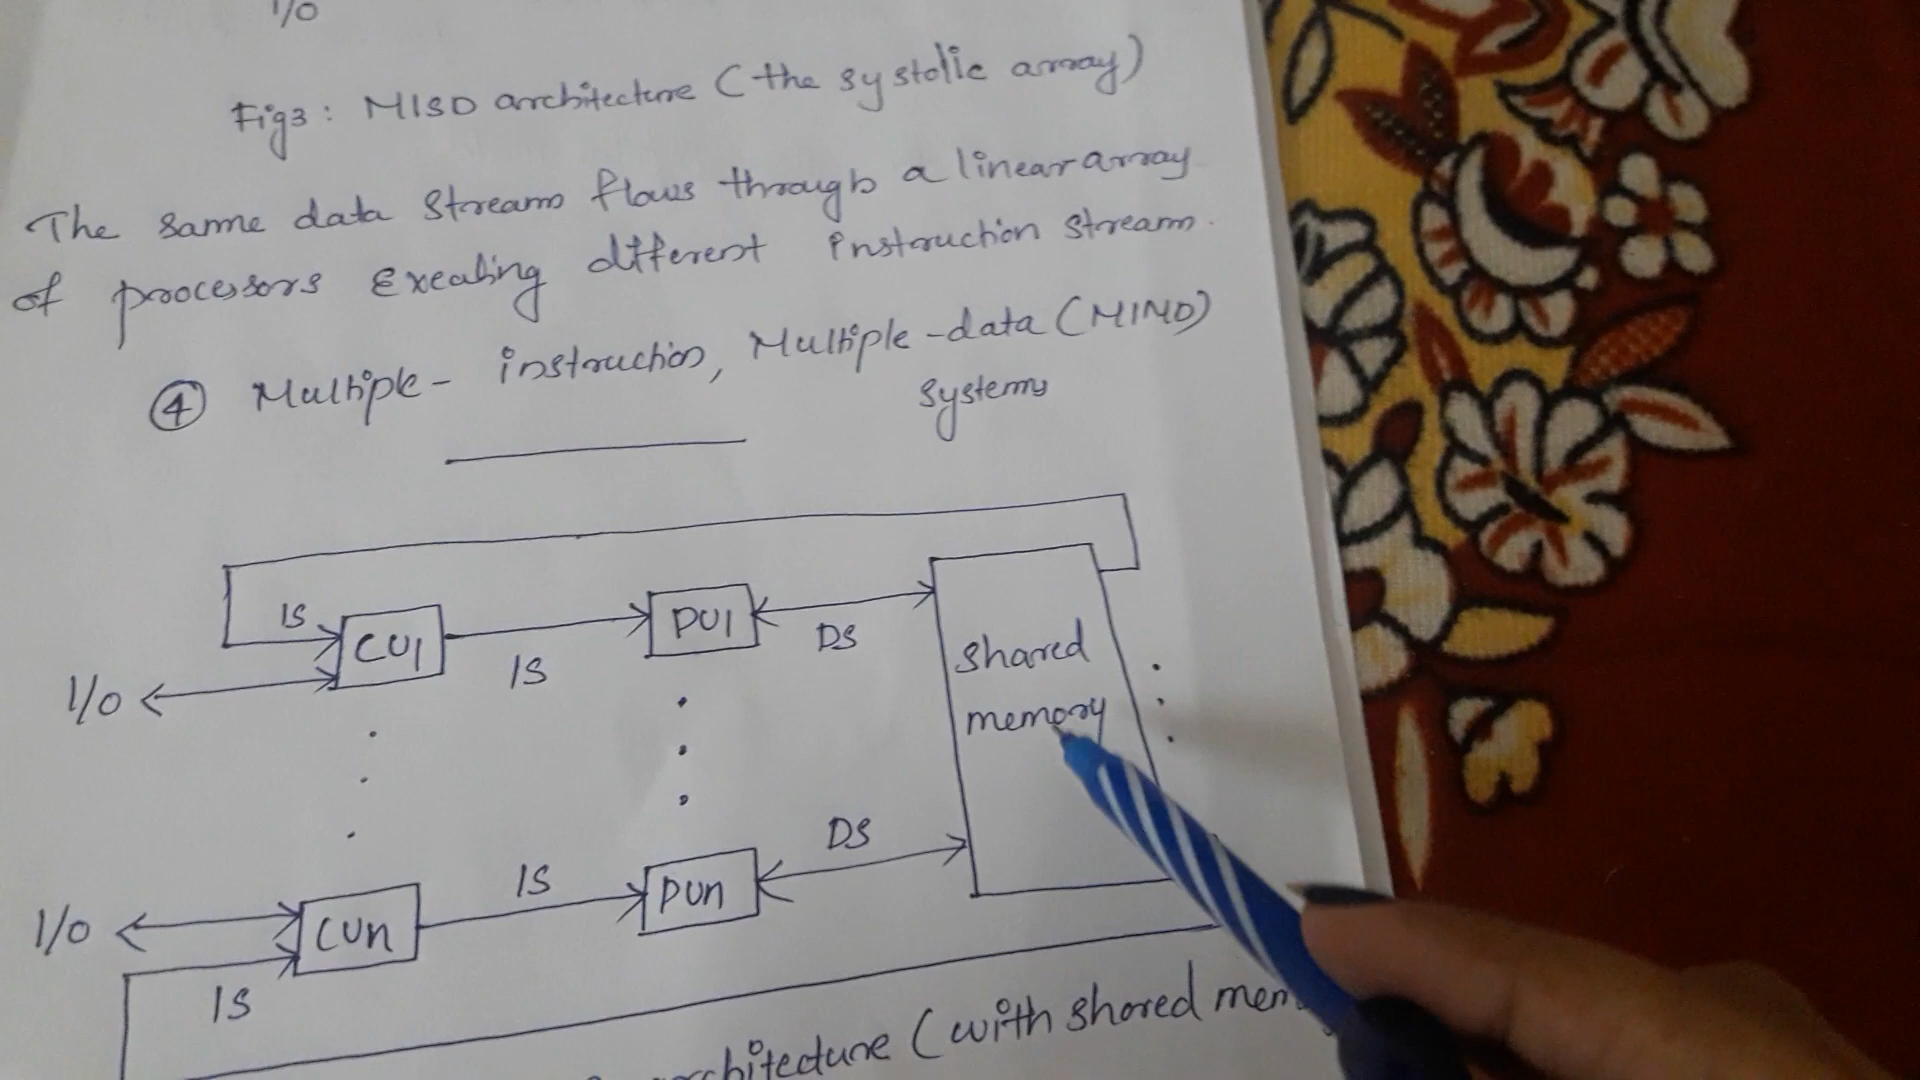 I/O
Fig3: MISD architecture (the systolic array)
The same data stream flows through a linear array
of processors Executing different instruction stream.
④ Multiple- instruction, Multiple-data (MIMD)
systems
IS
CU1
IS
PU1
DS
I/O
shared
memory
DS
I/O
CUn
IS
PUn
IS
architecture (with shared mem